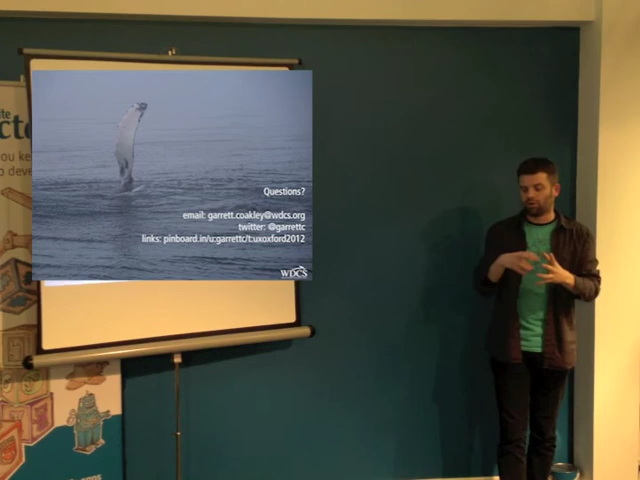 Questions?
email: garrett.coakley@wdcs.org
twitter: @garrettc
links: pinboard.in/u:garrettc/t:uxoxford2012
WDCS